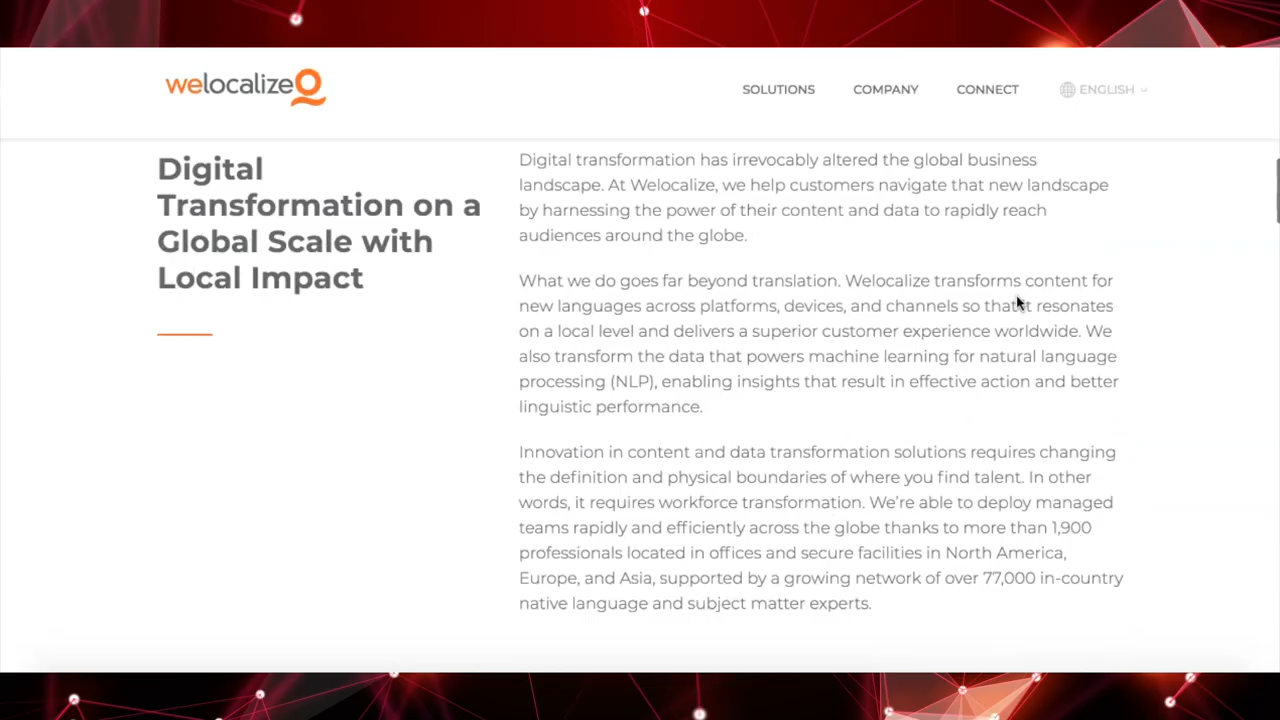 welocalize
SOLUTIONS
COMPANY
CONNECT
ENGLISH
Digital
Transformation on a
Global Scale with
Local Impact
Digital transformation has irrevocably altered the global business
landscape. At Welocalize, we help customers navigate that new landscape
by harnessing the power of their content and data to rapidly reach
audiences around the globe.
What we do goes far beyond translation. Welocalize transforms content for
new languages across platforms, devices, and channels so that it resonates
on a local level and delivers a superior customer experience worldwide. We
also transform the data that powers machine learning for natural language
processing (NLP), enabling insights that result in effective action and better
linguistic performance.
Innovation in content and data transformation solutions requires changing
the definition and physical boundaries of where you find talent. In other
words, it requires workforce transformation. We’re able to deploy managed
teams rapidly and efficiently across the globe thanks to more than 1,900
professionals located in offices and secure facilities in North America,
Europe, and Asia, supported by a growing network of over 77,000 in-country
native language and subject matter experts.